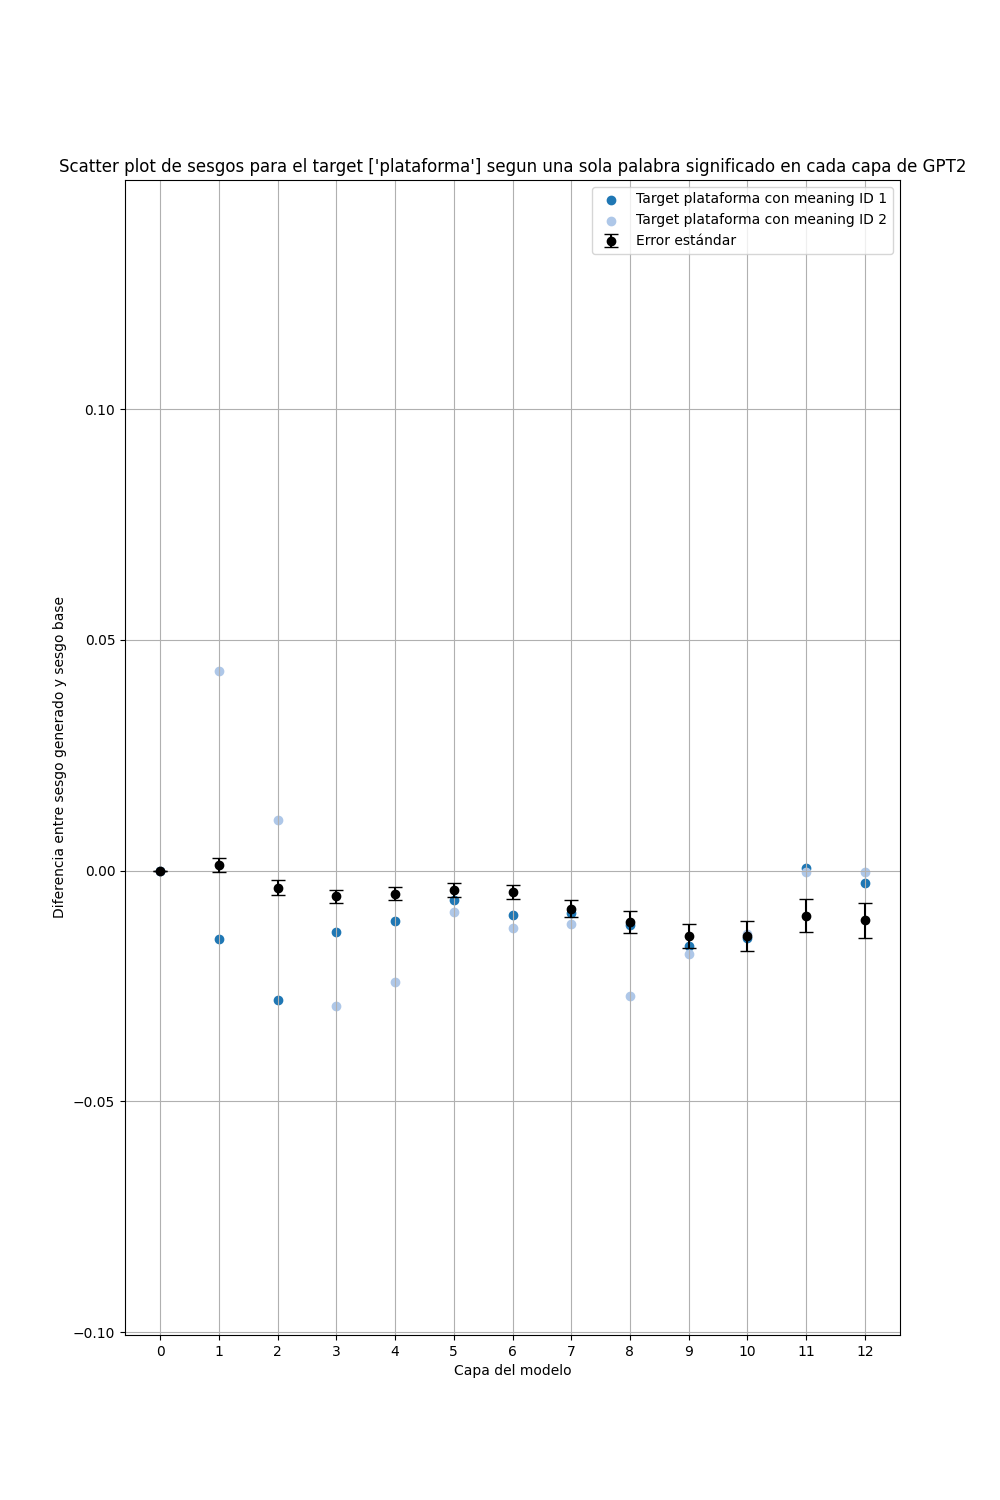 Scatter plot de sesgos para el target ['plataforma'] segun una sola palabra significado en cada capa de GPT2
Target plataforma con meaning ID 1
Target plataforma con meaning ID 2
Error estándar
Diferencia entre sesgo generado y sesgo base
0.10
0.05
0.00
−0.05
−0.10
0 1 2 3 4 5 6 7 8 9 10 11 12
Capa del modelo